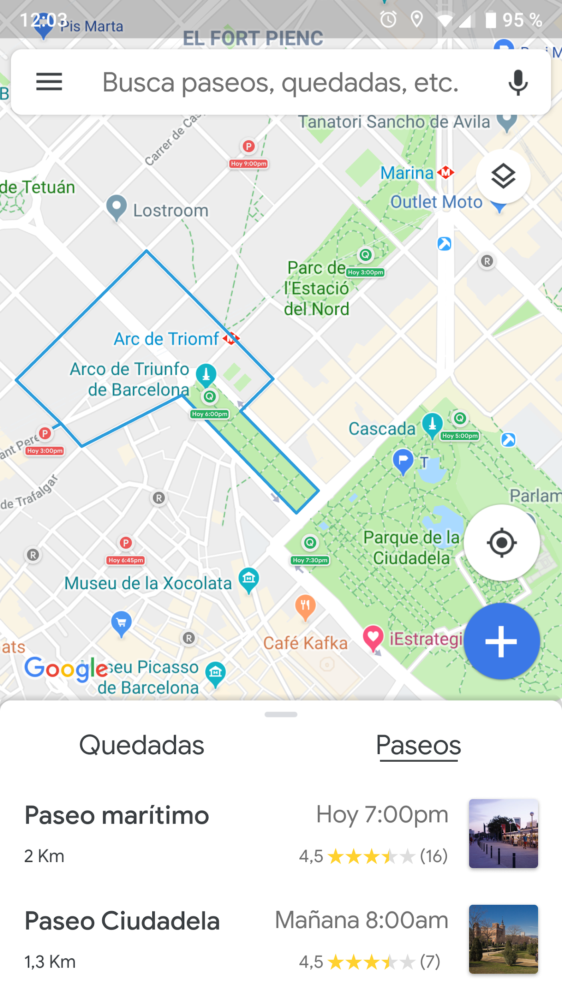 12:03
95 %
Pis Marta
EL FORT PIENC
Busca paseos, quedadas, etc.
B
Tanatori Sancho de Avila
Carrer de Cas
P
Hoy 9:00pm
Marina
M
de Tetuán
Outlet Moto
Lostroom
Q
Hoy 3:00pm
R
Parc de
l'Estació
del Nord
Arc de Triomf
M
Arco de Triunfo
de Barcelona
Q
Hoy 6:00pm
Cascada
Q
Hoy 5:00pm
P
Hoy 3:00pm
ant Pere
T
de Trafalgar
R
Parlam
P
Hoy 6:45pm
Q
Hoy 7:30pm
Parque de la
Ciudadela
R
Museu de la Xocolata
R
Café Kafka
iEstrategi
ats
Google
seu Picasso
de Barcelona
Quedadas
Paseos
Paseo marítimo
Hoy 7:00pm
2 Km
4,5
(16)
Paseo Ciudadela
Mañana 8:00am
1,3 Km
4,5
(7)